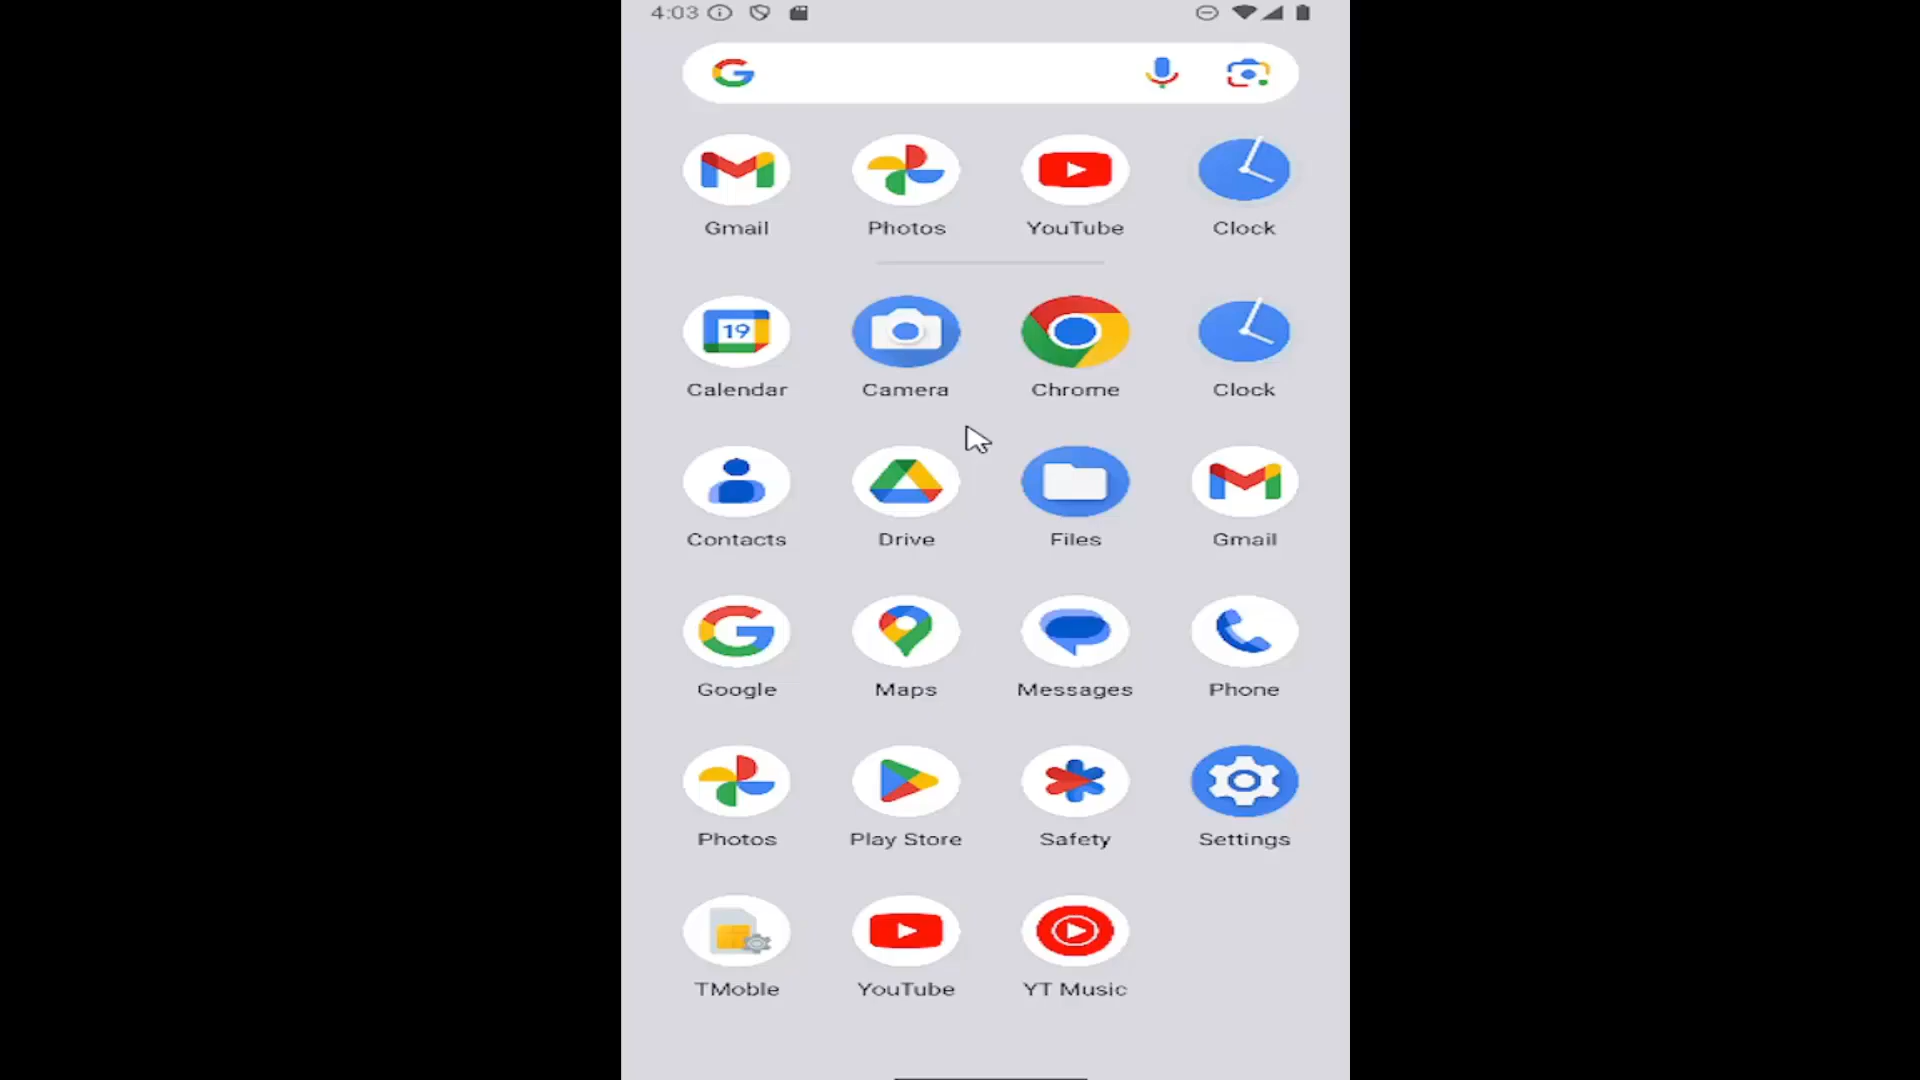 4:03
Gmail Photos YouTube Clock
19
Calendar Camera Chrome Clock
Contacts Drive Files Gmail
Google Maps Messages Phone
Photos Play Store Safety Settings
TMoble YouTube YT Music